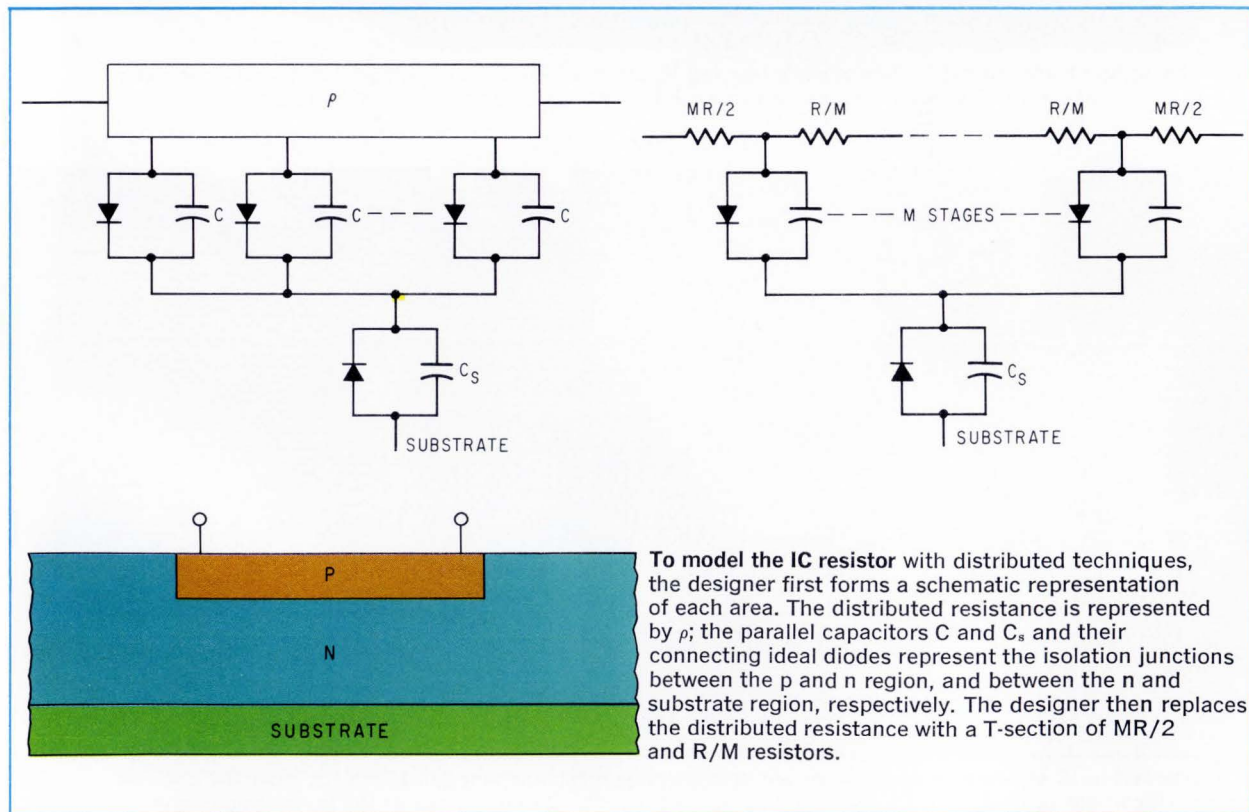 ρ
C
C
C
C_S
SUBSTRATE
MR/2
R/M
R/M
MR/2
M STAGES
C_S
SUBSTRATE
P
N
SUBSTRATE
To model the IC resistor with distributed techniques,
the designer first forms a schematic representation
of each area. The distributed resistance is represented
by ρ; the parallel capacitors C and Cₛ and their
connecting ideal diodes represent the isolation junctions
between the p and n region, and between the n and
substrate region, respectively. The designer then replaces
the distributed resistance with a T-section of MR/2
and R/M resistors.